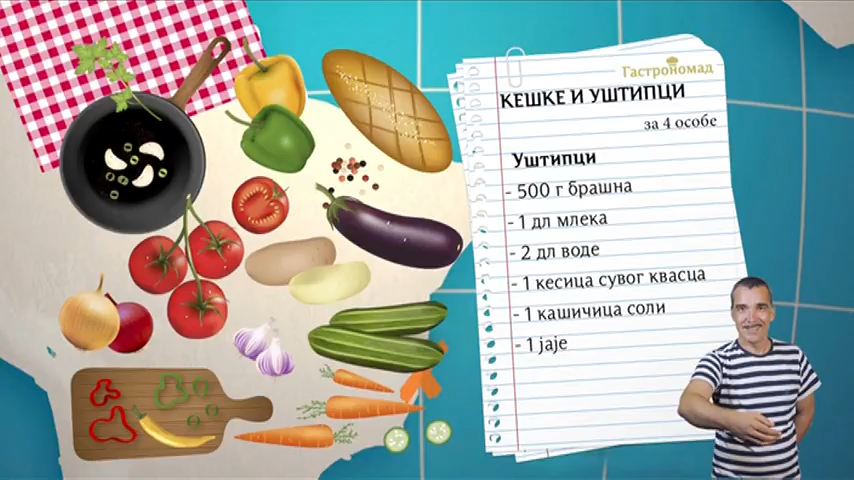 Гастрономад
КЕШКЕ И УШТИПЦИ
за 4 особе
Уштипци
- 500 г брашна
- 1 дл млека
- 2 дл воде
- 1 кесица сувог квасца
- 1 кашичица соли
- 1 јаје